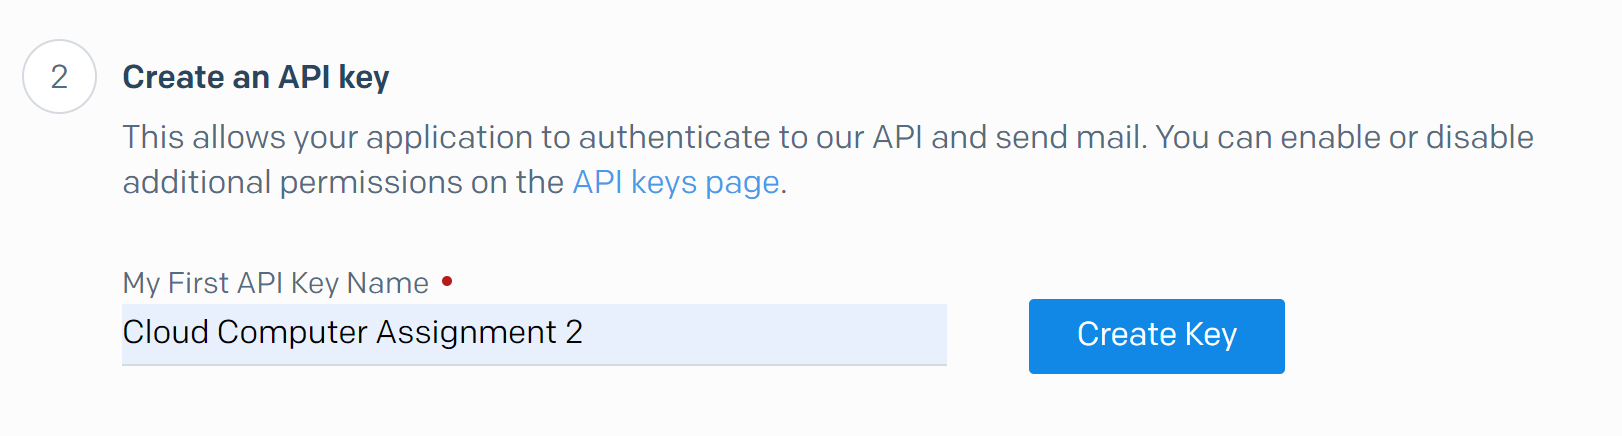 2
Create an API key
This allows your application to authenticate to our API and send mail. You can enable or disable
additional permissions on the API keys page.
My First API Key Name •
Cloud Computer Assignment 2
Create Key